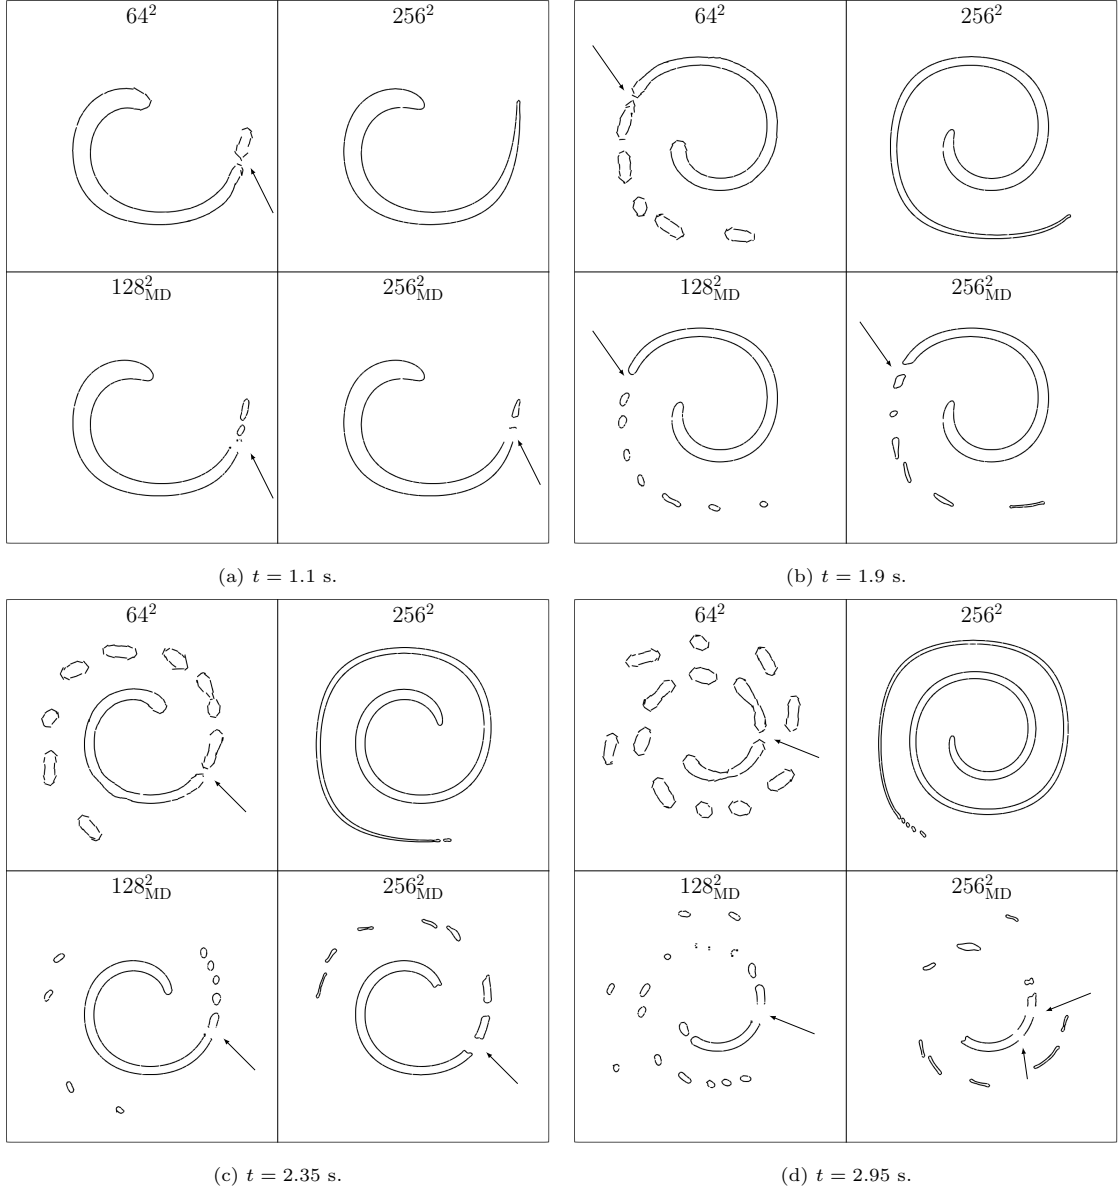 64² 256² 64² 256²
128²_MD 256²_MD 128²_MD 256²_MD
(a) t = 1.1 s. (b) t = 1.9 s.
64² 256² 64² 256²
128²_MD 256²_MD 128²_MD 256²_MD
(c) t = 2.35 s. (d) t = 2.95 s.